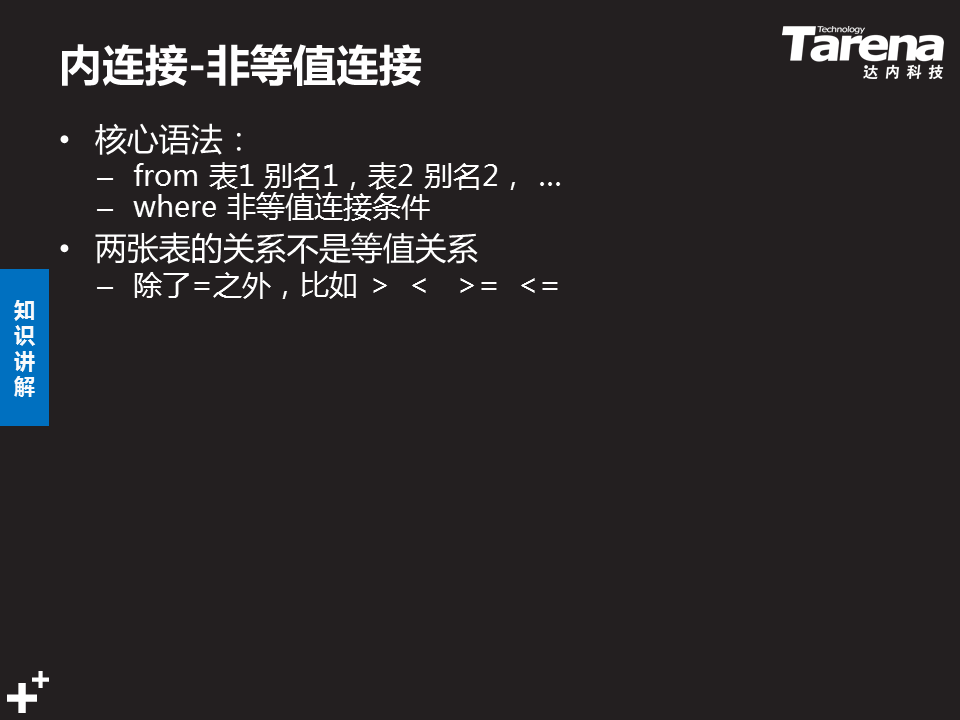 内连接-非等值连接
Technology
Tarena
达内科技
• 核心语法：
– from 表1 别名1，表2 别名2， …
– where 非等值连接条件
• 两张表的关系不是等值关系
– 除了=之外，比如 > < >= <=
知识讲解